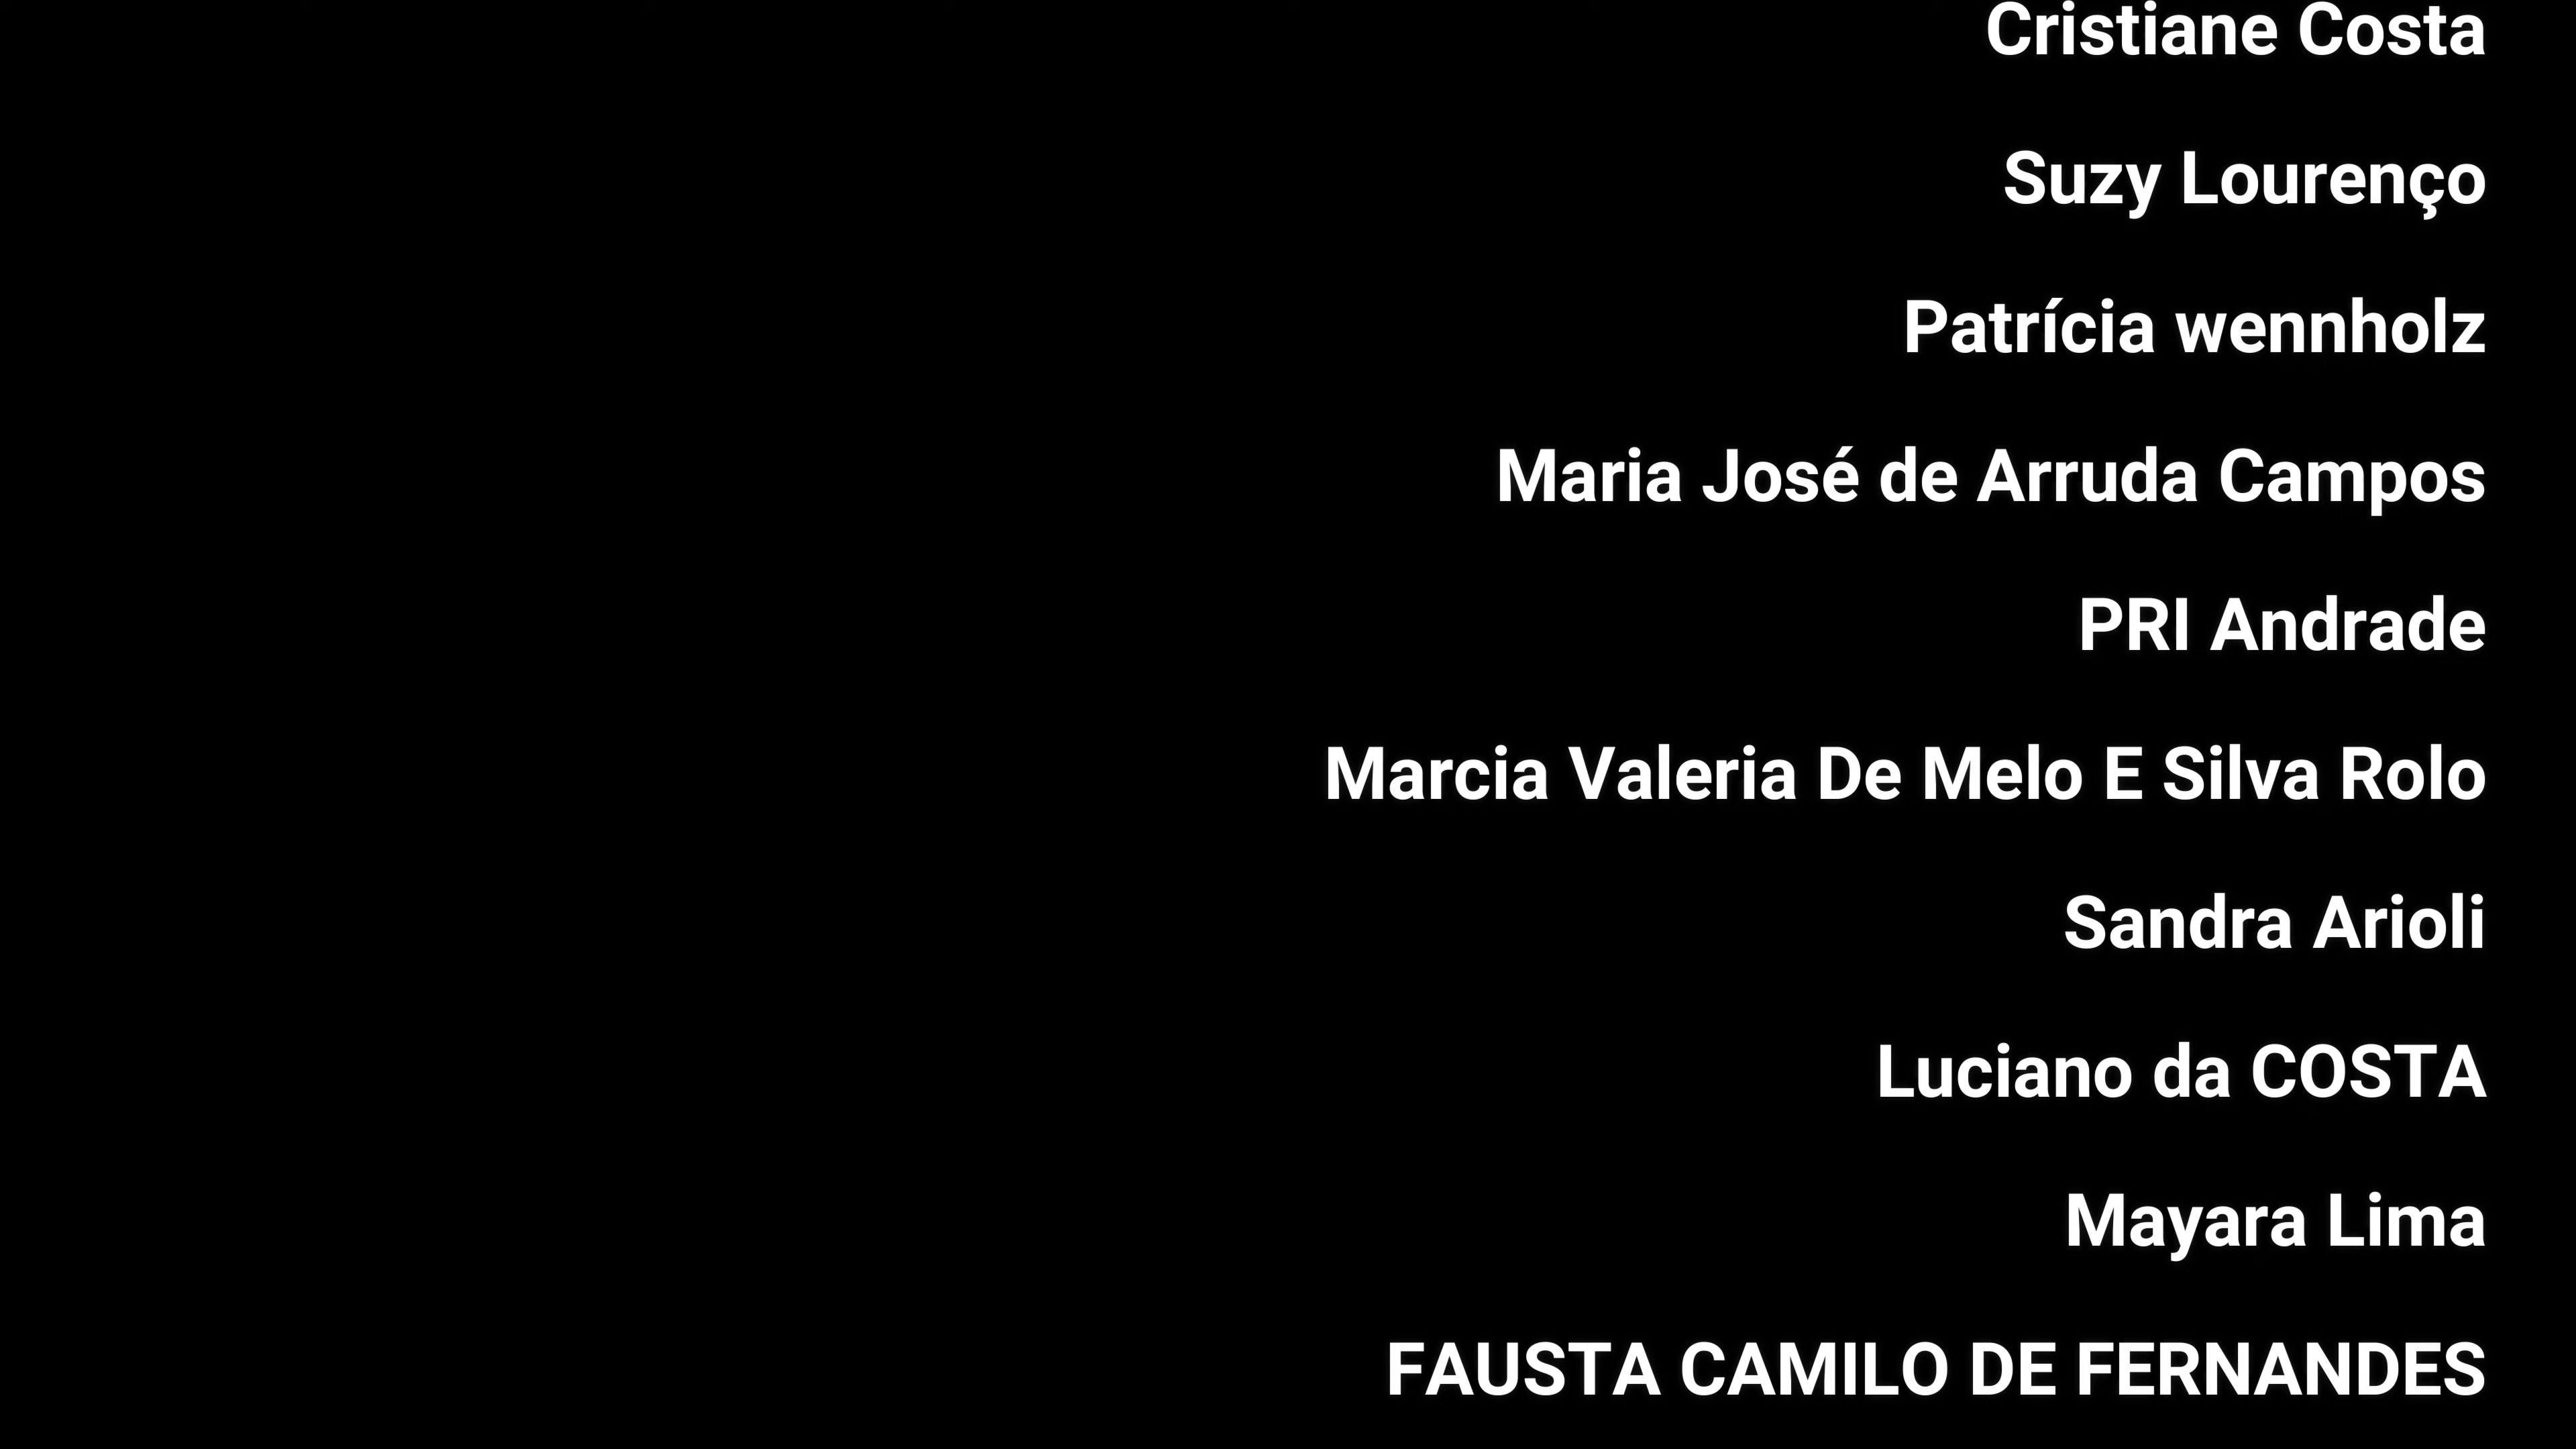 Cristiane Costa
Suzy Lourenço
Patrícia wennholz
Maria José de Arruda Campos
PRI Andrade
Marcia Valeria De Melo E Silva Rolo
Sandra Arioli
Luciano da COSTA
Mayara Lima
FAUSTA CAMILO DE FERNANDES